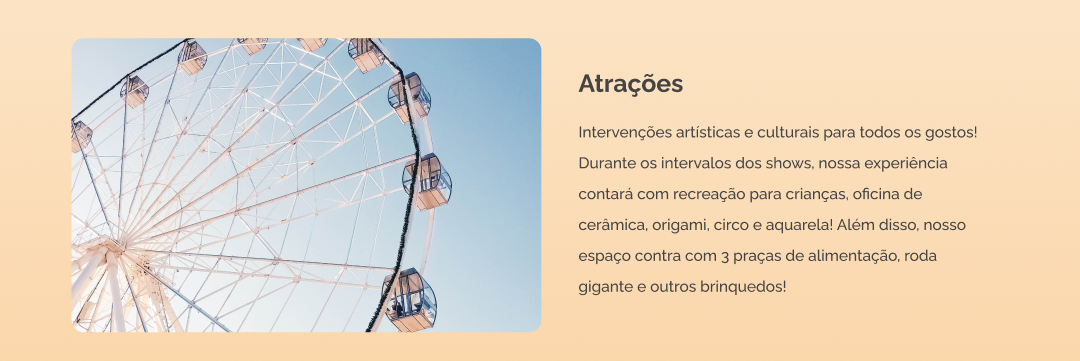 Atrações
Intervenções artísticas e culturais para todos os gostos!
Durante os intervalos dos shows, nossa experiência
contará com recreação para crianças, oficina de
cerâmica, origami, circo e aquarela! Além disso, nosso
espaço contra com 3 praças de alimentação, roda
gigante e outros brinquedos!